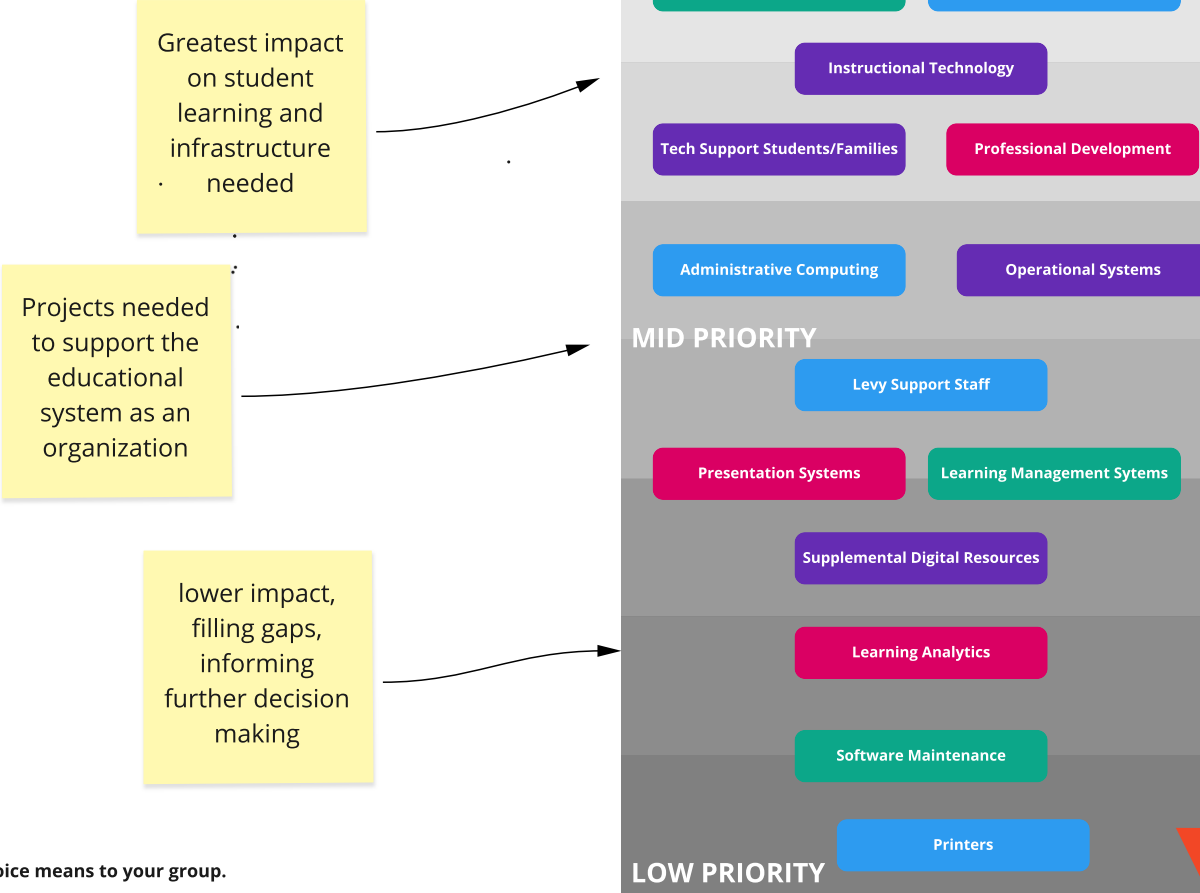 Greatest impact
on student
learning and
infrastructure
needed
Projects needed
to support the
educational
system as an
organization
lower impact,
filling gaps,
informing
further decision
making
oice means to your group.
Instructional Technology
Tech Support Students/Families
Professional Development
Administrative Computing
Operational Systems
MID PRIORITY
Levy Support Staff
Presentation Systems
Learning Management Sytems
Supplemental Digital Resources
Learning Analytics
Software Maintenance
Printers
LOW PRIORITY